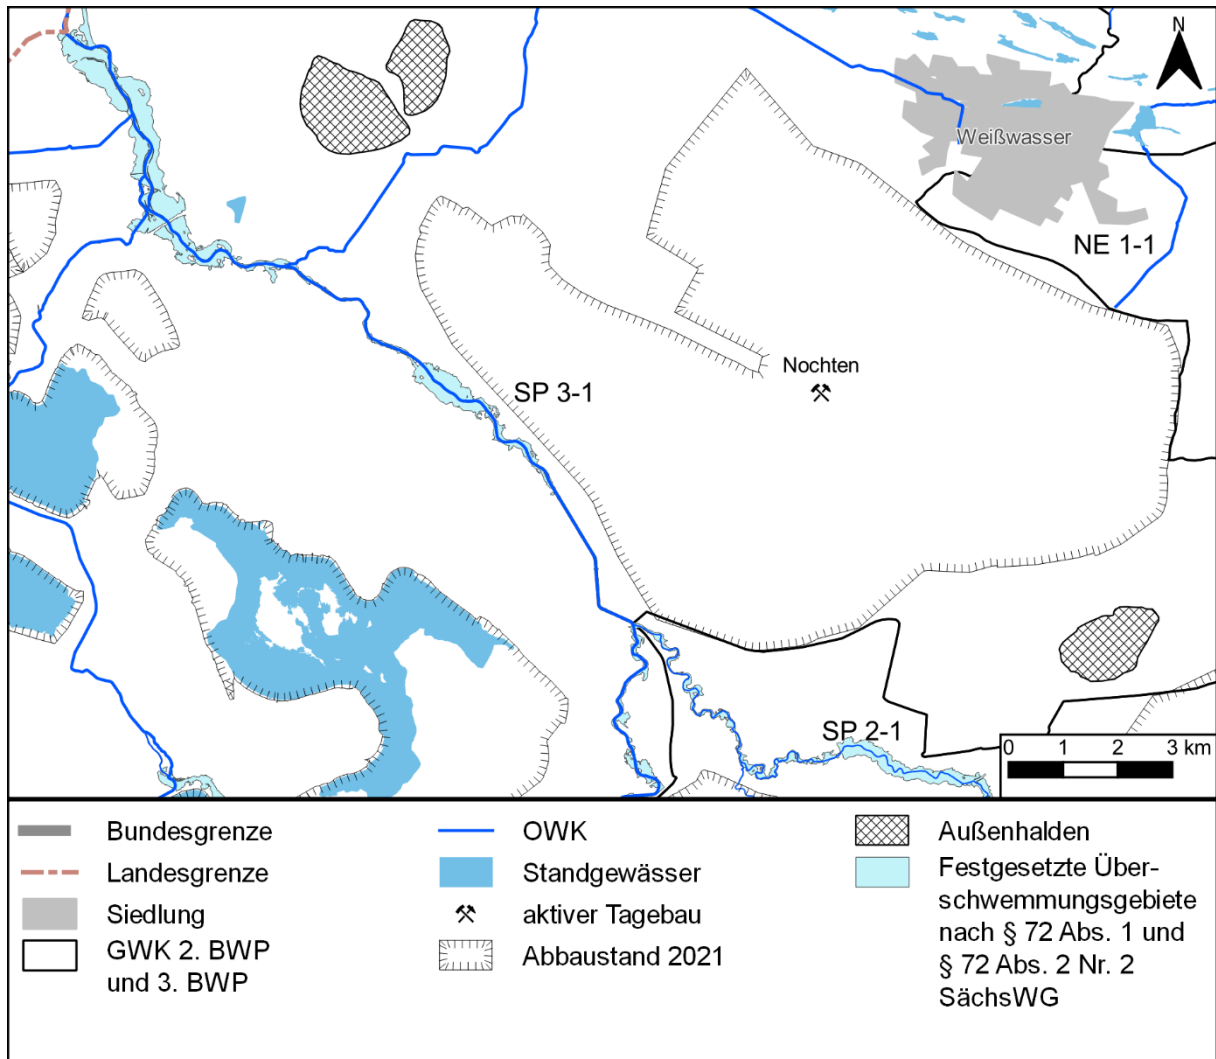 N
Weißwasser
NE 1-1
Nochten
SP 3-1
SP 2-1
0 1 2 3 km
Bundesgrenze
Landesgrenze
Siedlung
GWK 2. BWP
und 3. BWP
OWK
Standgewässer
aktiver Tagebau
Abbaustand 2021
Außenhalden
Festgesetzte Über-
schwemmungsgebiete
nach § 72 Abs. 1 und
§ 72 Abs. 2 Nr. 2
SächsWG